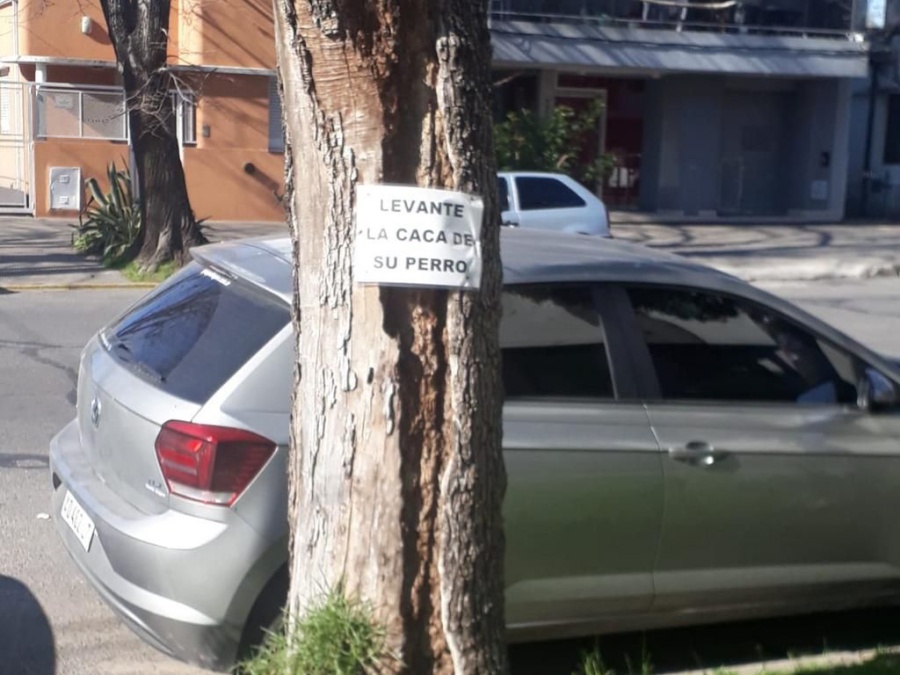 LEVANTE
LA CACA DE
SU PERRO